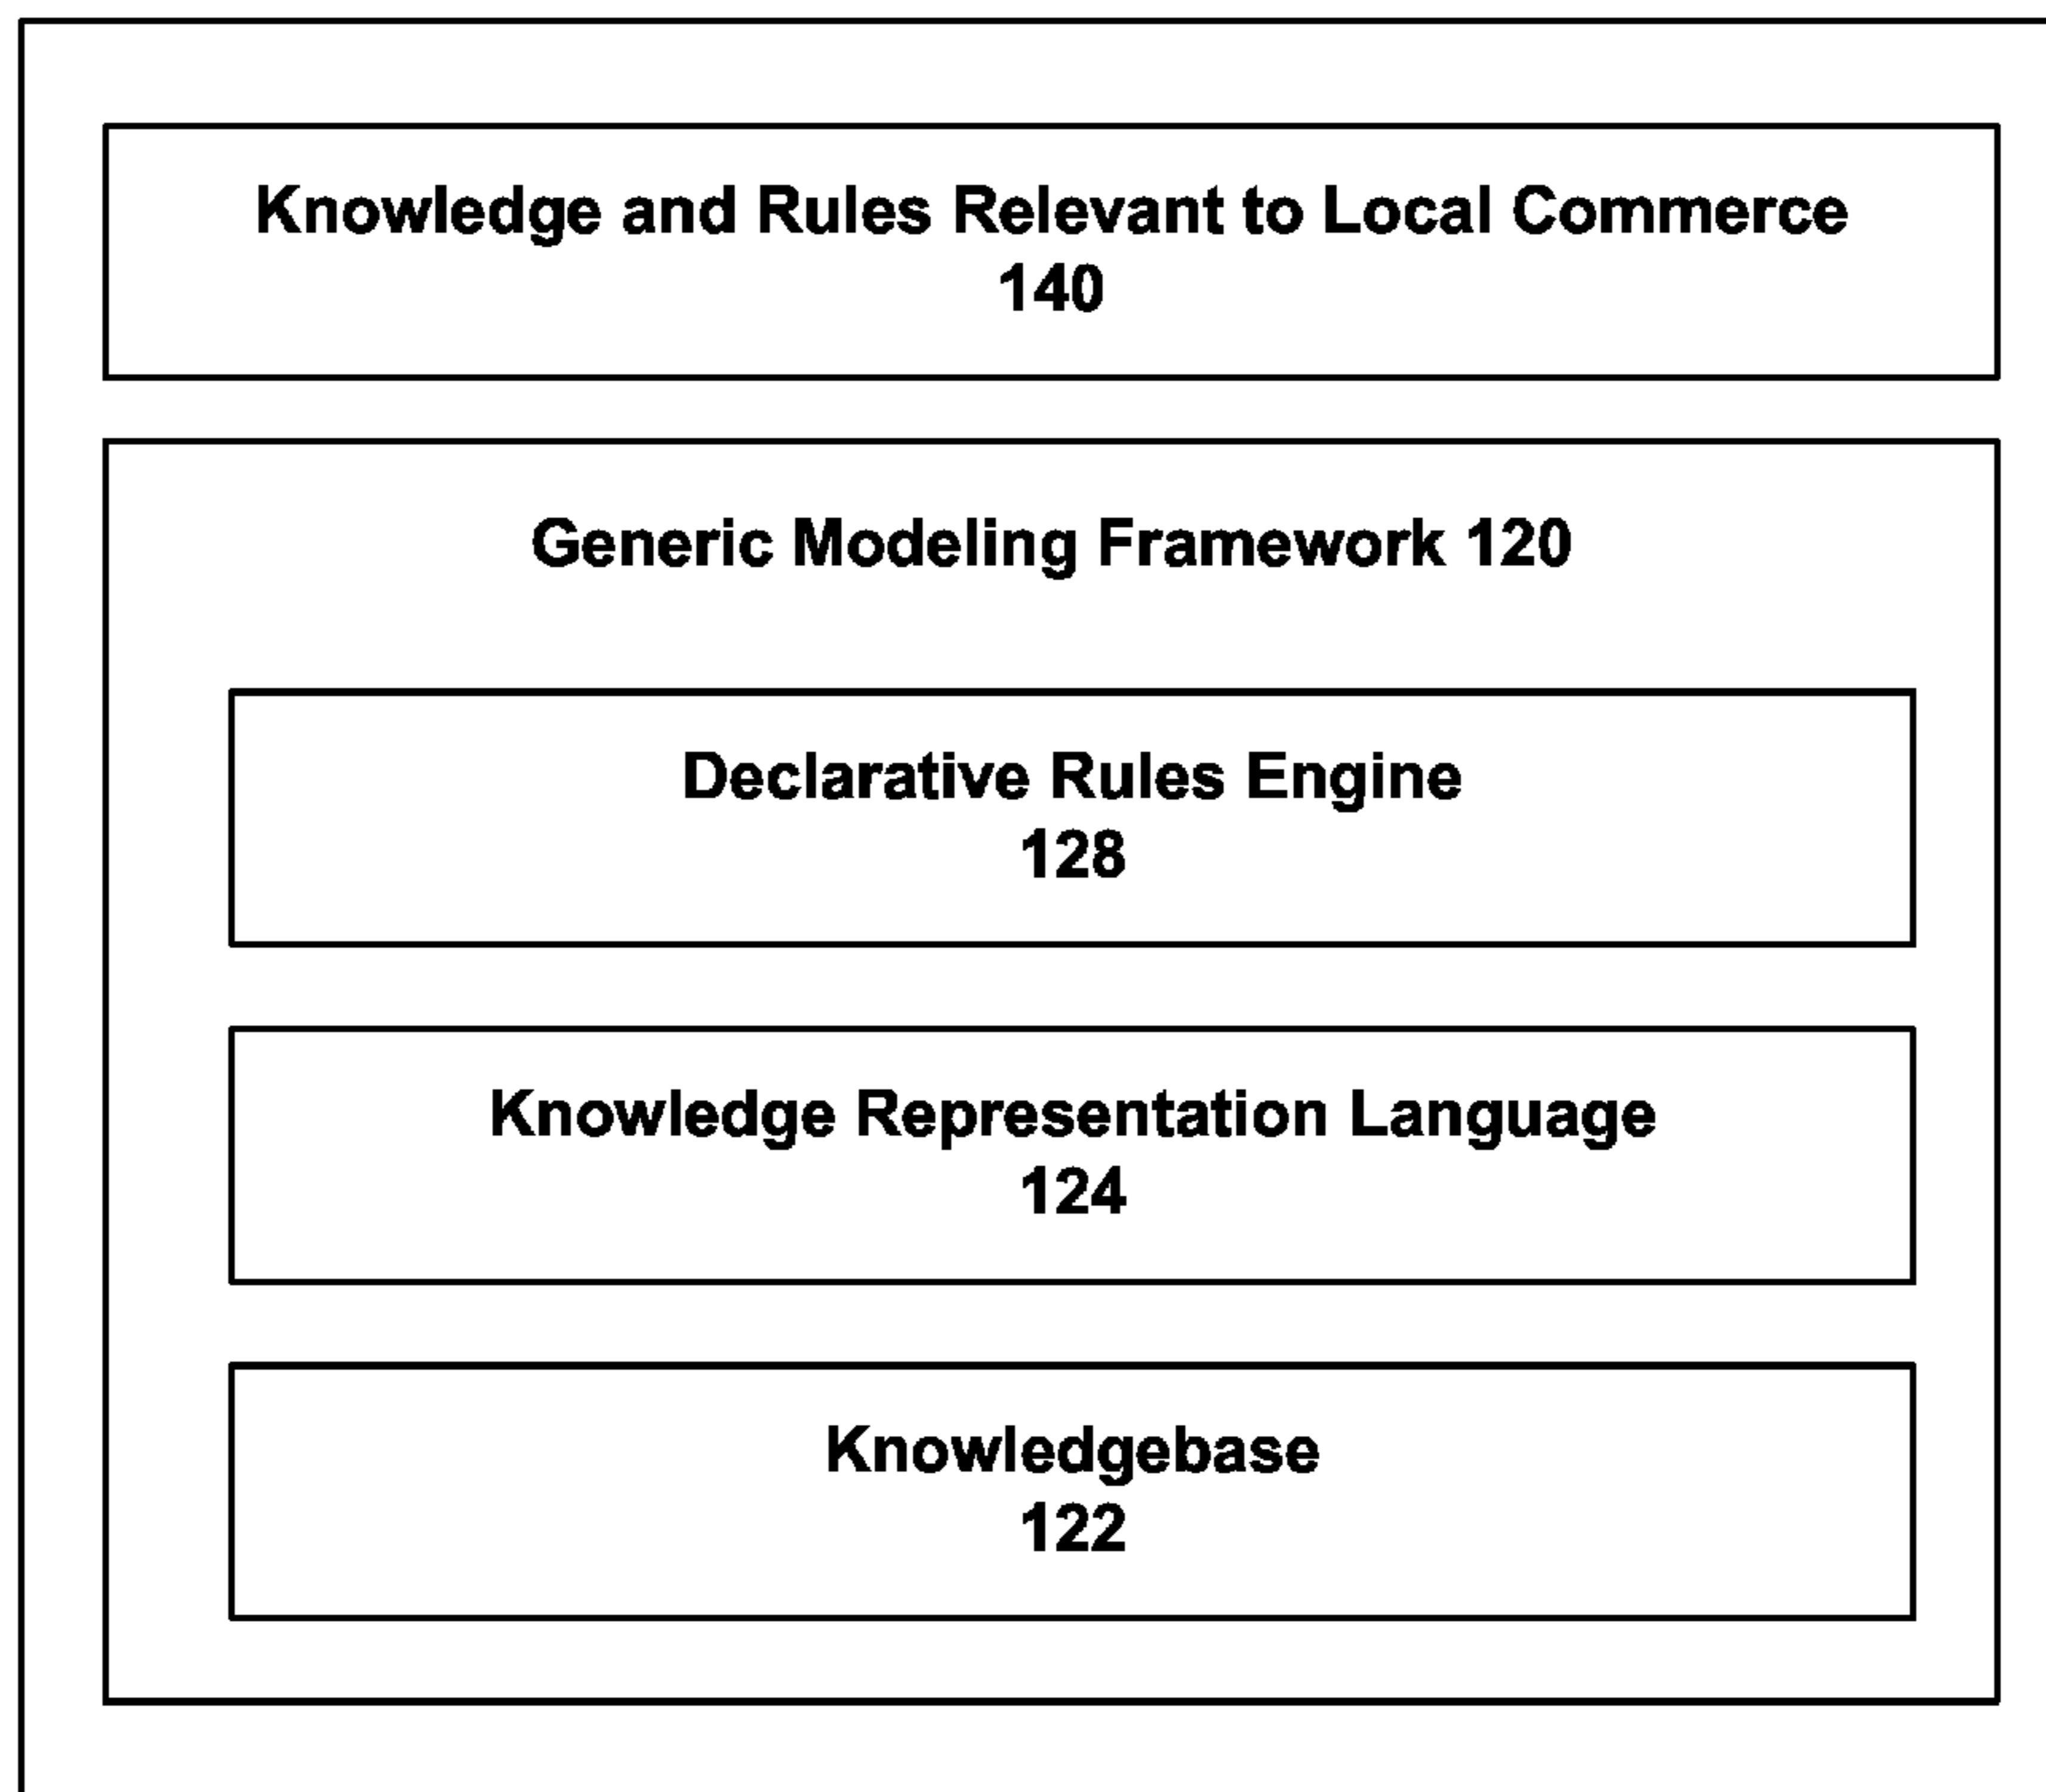 Knowledge and Rules Relevant to Local Commerce
140
Generic Modeling Framework 120
Declarative Rules Engine
128
Knowledge Representation Language
124
Knowledgebase
122